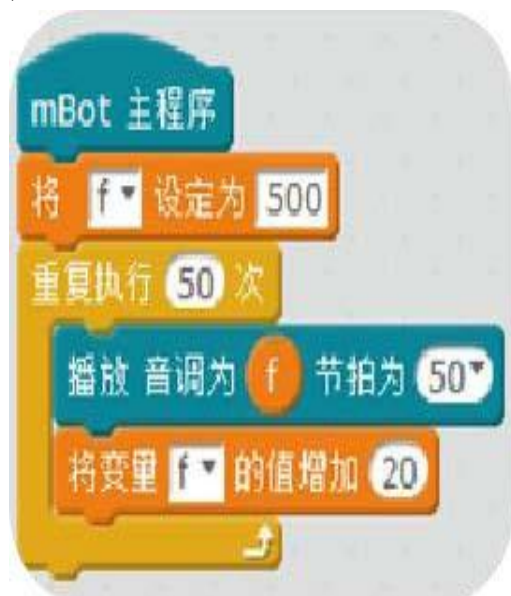 mBot 主程序
将 f 设定为 500
重复执行 50 次
播放 音调为 f 节拍为 50
将变量 f 的值增加 20